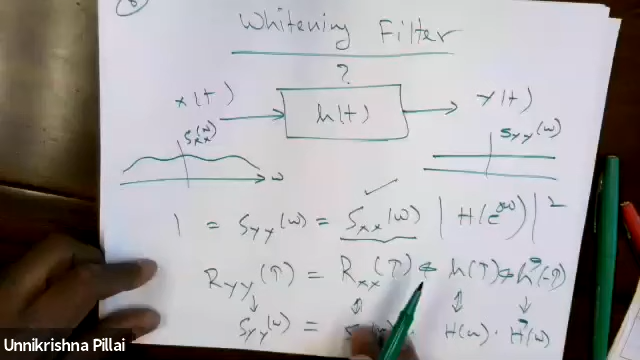 Whitening Filter
?
x(t) h(t) y(t)
Sxx(ω) Syy(ω)
ω
1 = Syy(ω) = Sxx(ω) |H(e^jω)|²
Ryy(τ) = Rxx(τ) * h(τ) * h*(-τ)
Syy(ω) = H(ω) · H*(ω)
Unnikrishna Pillai